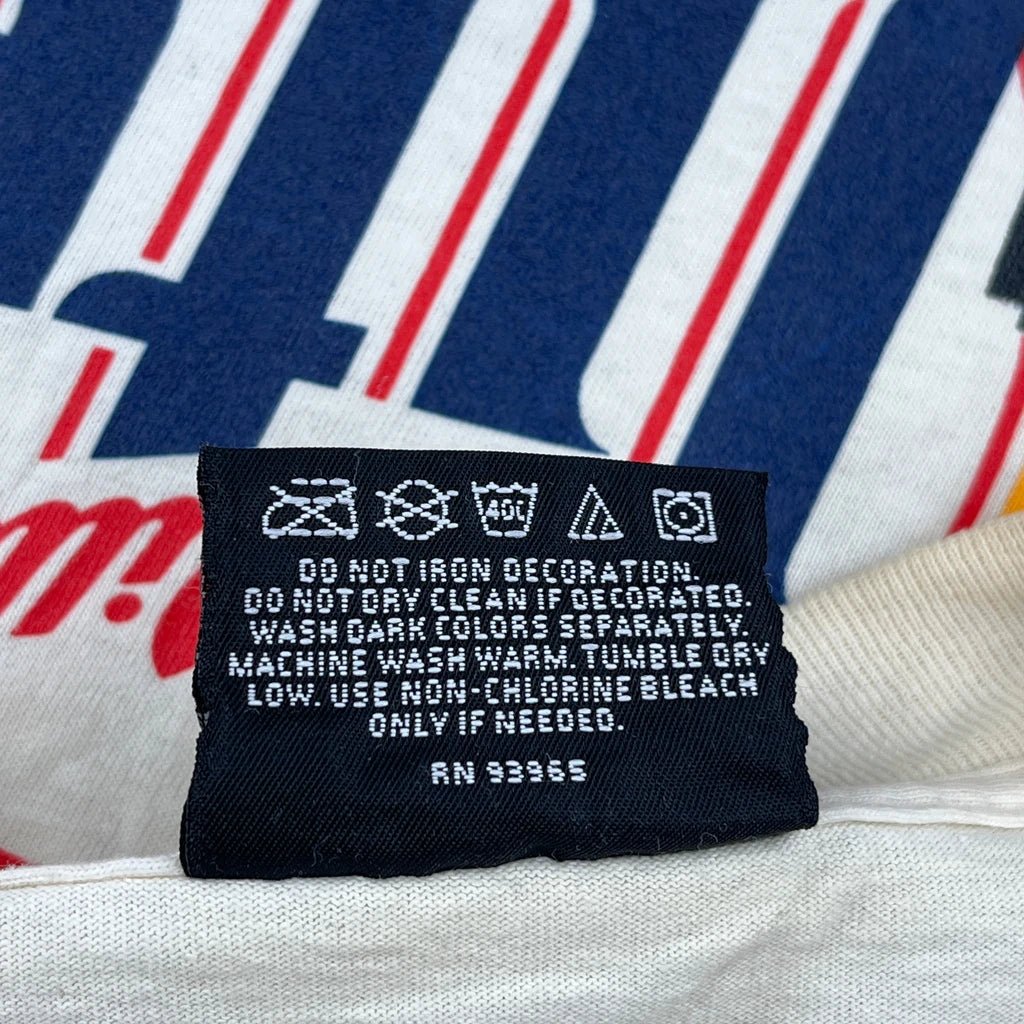 40C
DO NOT IRON DECORATION.
DO NOT DRY CLEAN IF DECORATED.
WASH DARK COLORS SEPARATELY.
MACHINE WASH WARM. TUMBLE DRY
LOW. USE NON-CHLORINE BLEACH
ONLY IF NEEDED.
RN 93965